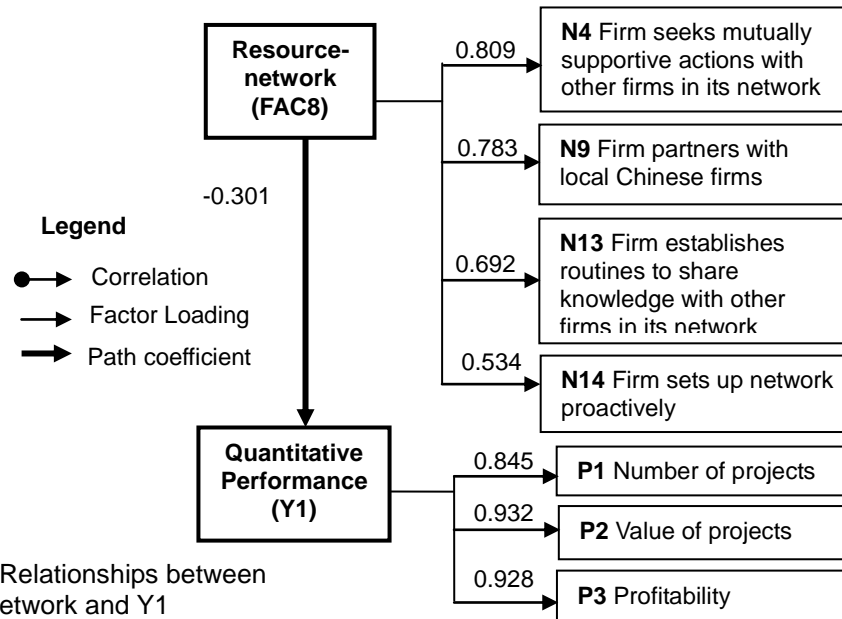 Resource-
network
(FAC8)
0.809
N4 Firm seeks mutually
supportive actions with
other firms in its network
0.783
N9 Firm partners with
local Chinese firms
-0.301
Legend
Correlation
Factor Loading
Path coefficient
0.692
N13 Firm establishes
routines to share
knowledge with other
firms in its network
0.534
N14 Firm sets up network
proactively
Quantitative
Performance
(Y1)
0.845
P1 Number of projects
0.932
P2 Value of projects
0.928
P3 Profitability
Relationships between
etwork and Y1